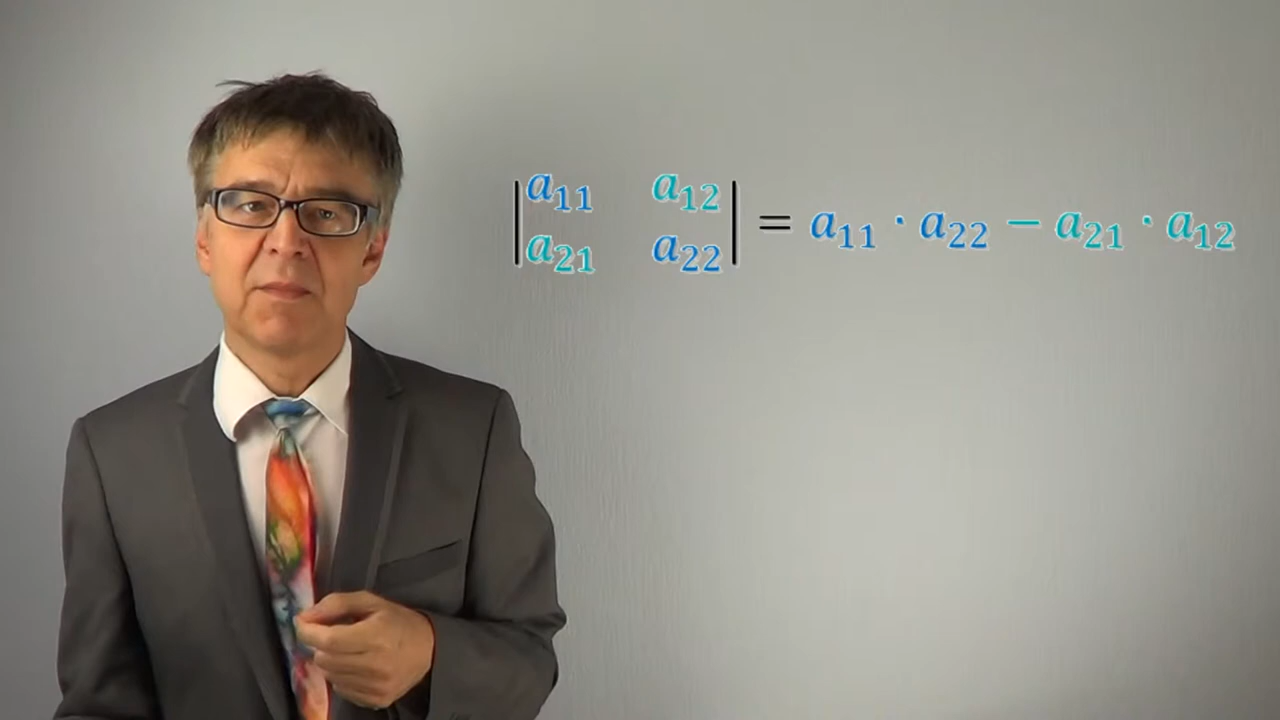 |a₁₁ a₁₂|
|a₂₁ a₂₂| = a₁₁ · a₂₂ − a₂₁ · a₁₂